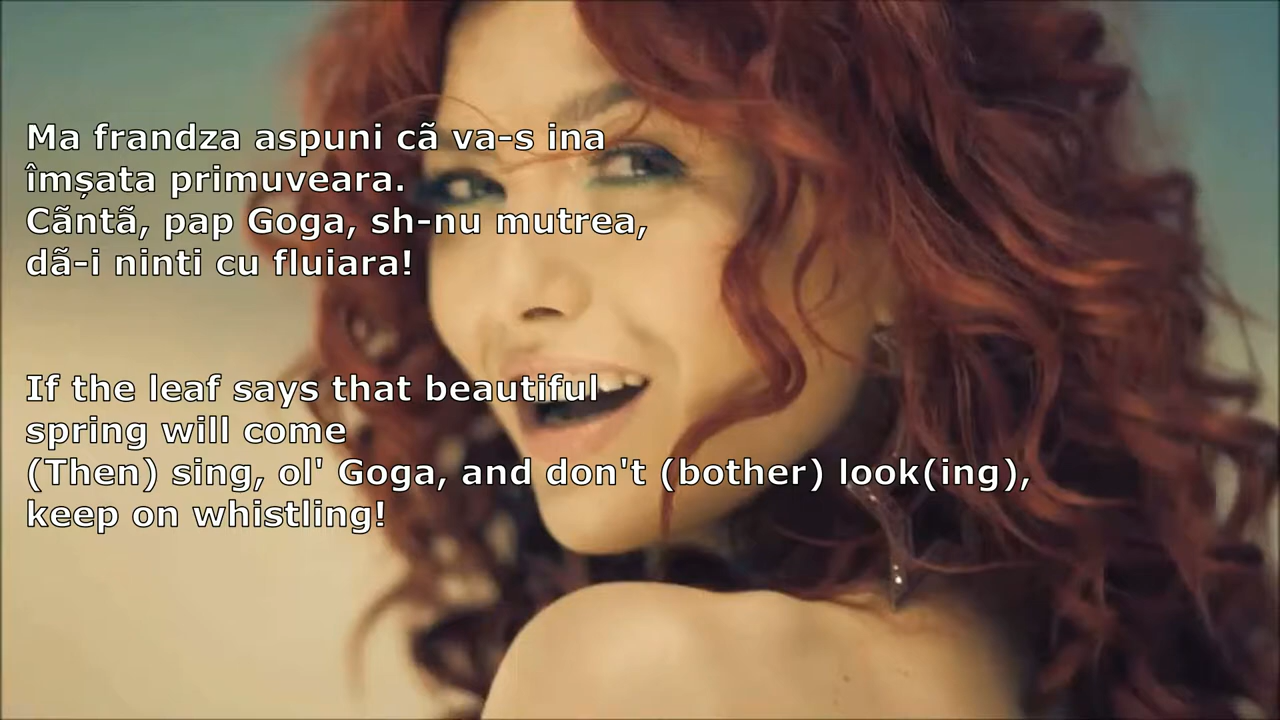 Ma frandza aspuni cã va-s ina
îmșata primuveara.
Cãntã, pap Goga, sh-nu mutrea,
dã-i ninti cu fluiara!
If the leaf says that beautiful
spring will come
(Then) sing, ol' Goga, and don't (bother) look(ing),
keep on whistling!